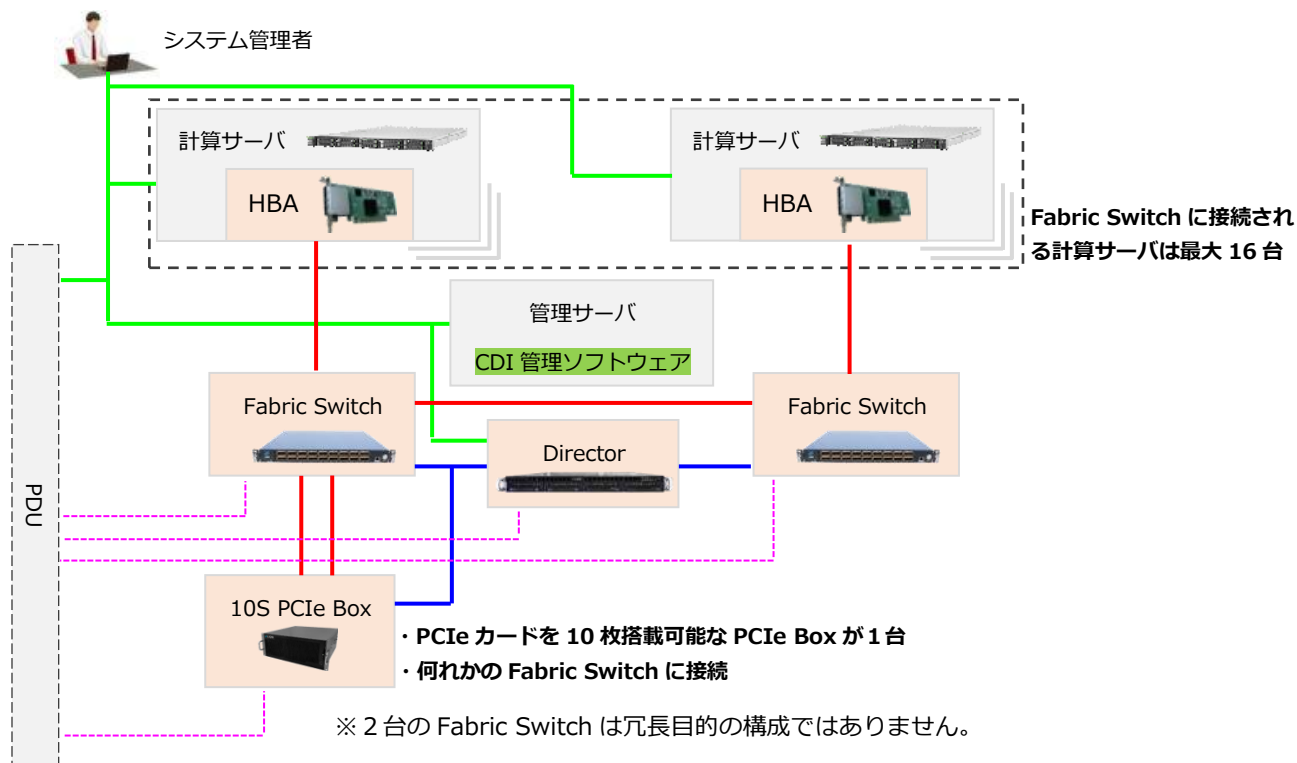 システム管理者
計算サーバ
HBA
計算サーバ
HBA
Fabric Switch に接続され
る計算サーバは最大 16 台
管理サーバ
CDI 管理ソフトウェア
Fabric Switch
Fabric Switch
Director
PDU
10S PCIe Box
・PCIe カードを 10 枚搭載可能な PCIe Box が１台
・何れかの Fabric Switch に接続
※２台の Fabric Switch は冗長目的の構成ではありません。